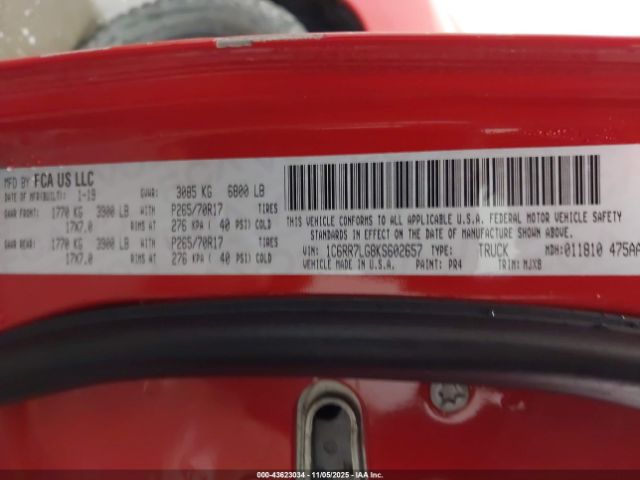 MFD BY FCA US LLC
DATE OF MFR(BUILT): 1-19
GVWR: 3085 KG 6800 LB
GAWR FRONT: 1770 KG 3900 LB WITH P265/70R17 TIRES
17X7.0 RIMS AT 276 KPA ( 40 PSI) COLD
GAWR REAR: 1770 KG 3900 LB WITH P265/70R17 TIRES
17X7.0 RIMS AT 276 KPA ( 40 PSI) COLD
THIS VEHICLE CONFORMS TO ALL APPLICABLE U.S.A. FEDERAL MOTOR VEHICLE SAFETY
STANDARDS IN EFFECT ON THE DATE OF MANUFACTURE SHOWN ABOVE.
VIN: 1C6RR7LG8KS602657 TYPE: TRUCK MDH:011810 475AA
VEHICLE MADE IN U.S.A. PAINT: PR4 TRIM: MJX8
000-43623034 - 11/05/2025 - IAAI.COM